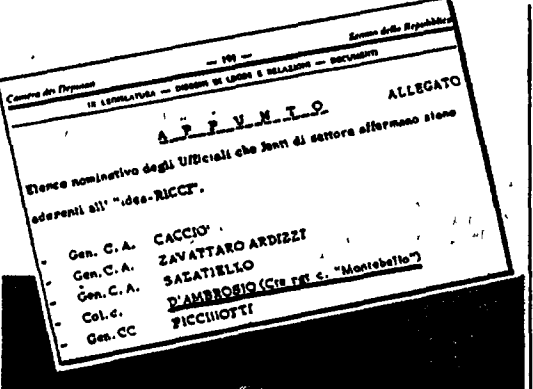 Camera dei Deputati — 191 — Senato della Repubblica
IX LEGISLATURA — DISEGNI DI LEGGE E RELAZIONI — DOCUMENTI
ALLEGATO
A P P U N T O
Elenco nominativo degli Ufficiali che fonti di settore affermano siano
aderenti all' "idea-RICCI".
- Gen. C.A. CACCIO'
- Gen. C.A. ZAVATTARO ARDIZZI
- Gen. C.A. SALATIELLO
- Col. c. D'AMBROSIO (Cte rgt c. "Montebello")
- Gen. CC PICCHIOTTI